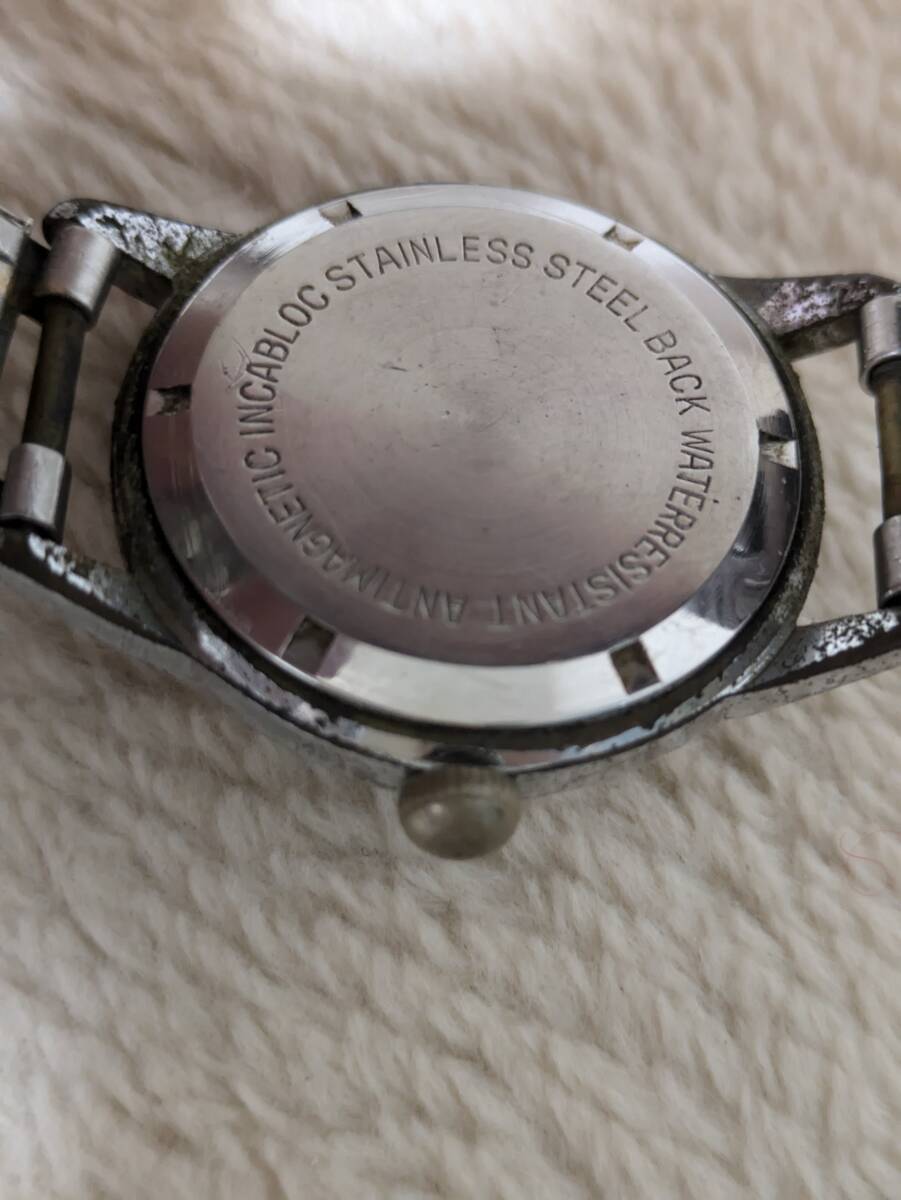 STAINLESS STEEL BACK WATERRESISTANT ANTIMAGNETIC INCABLOC